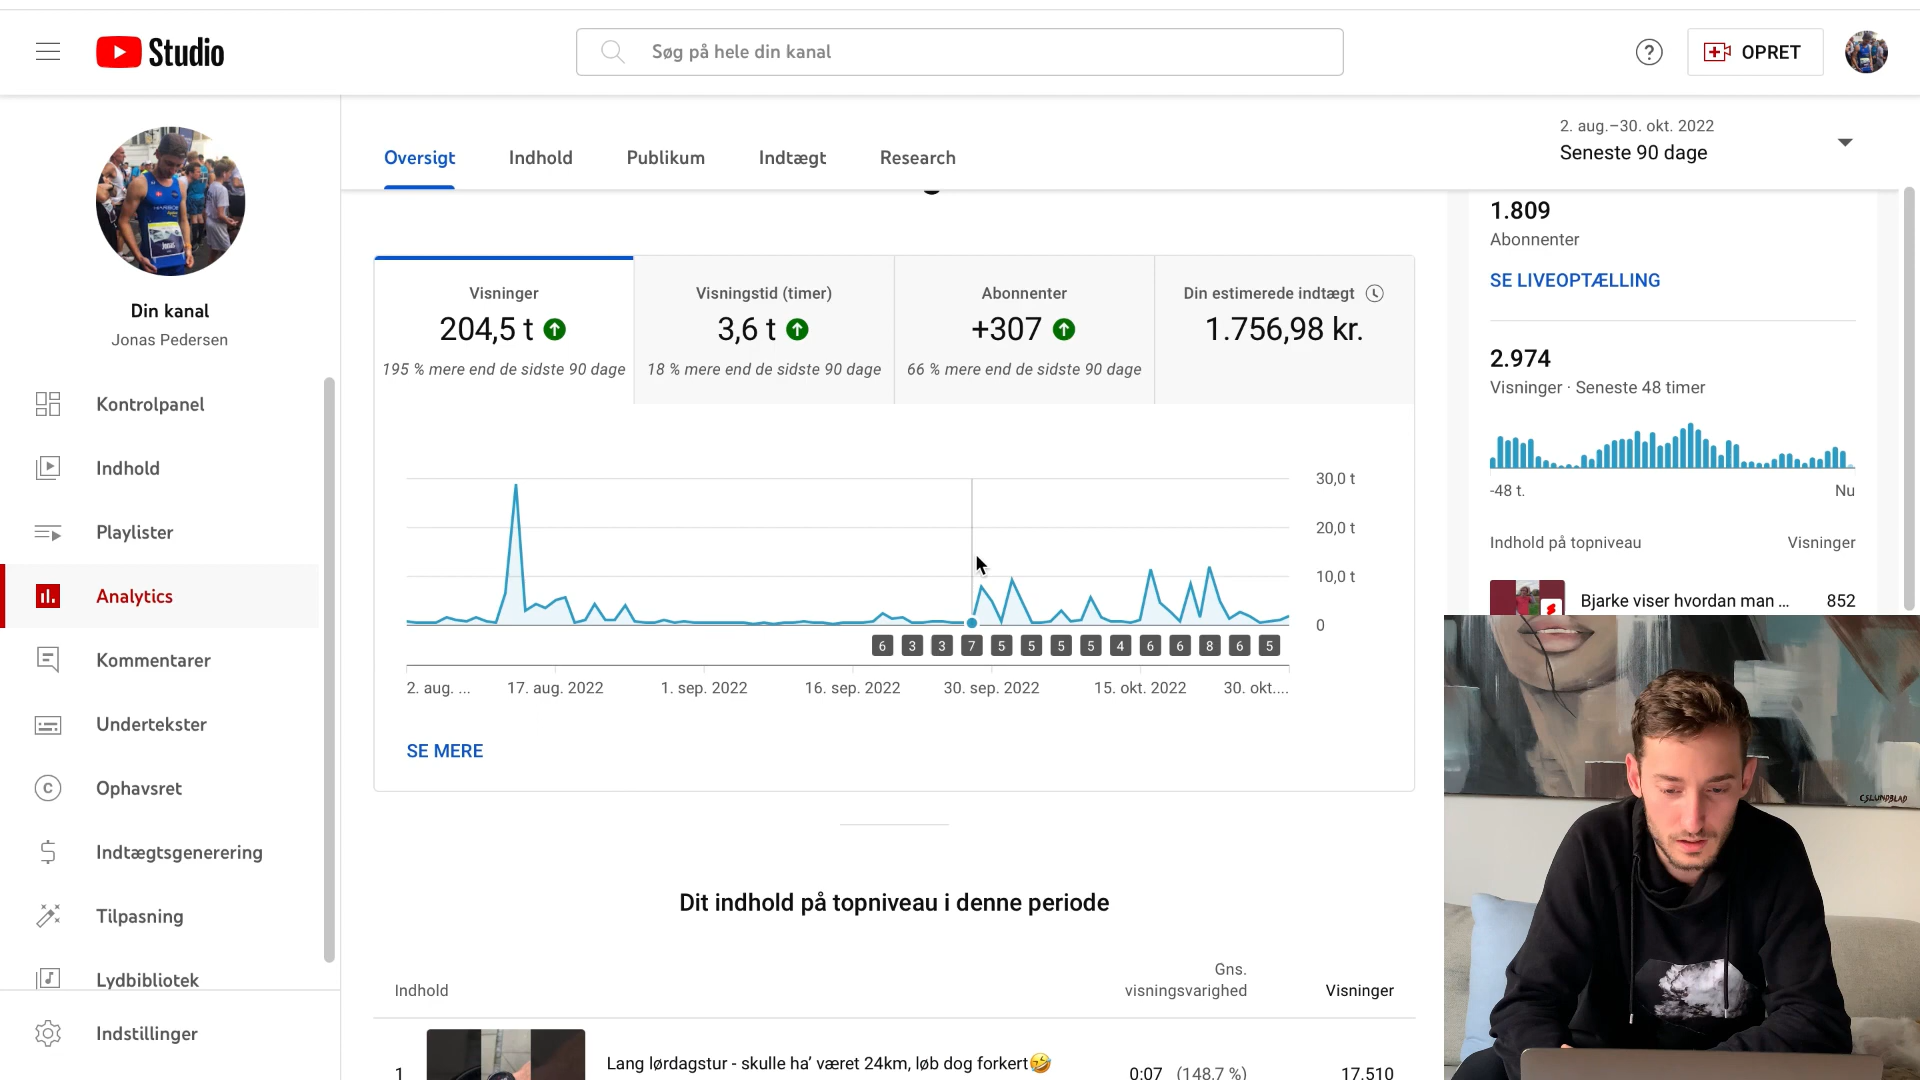 Studio
Søg på hele din kanal
OPRET
Din kanal
Jonas Pedersen
Kontrolpanel
Indhold
Playlister
Analytics
Kommentarer
Undertekster
Ophavsret
Indtægtsgenerering
Tilpasning
Lydbibliotek
Indstillinger
Oversigt Indhold Publikum Indtægt Research
2. aug.–30. okt. 2022
Seneste 90 dage
Visninger
204,5 t
195 % mere end de sidste 90 dage
Visningstid (timer)
3,6 t
18 % mere end de sidste 90 dage
Abonnenter
+307
66 % mere end de sidste 90 dage
Din estimerede indtægt
1.756,98 kr.
30,0 t
20,0 t
10,0 t
0
6 3 3 7 5 5 5 5 4 6 6 8 6 5
2. aug. ... 17. aug. 2022 1. sep. 2022 16. sep. 2022 30. sep. 2022 15. okt. 2022 30. okt....
SE MERE
Dit indhold på topniveau i denne periode
Indhold
Gns.
visningsvarighed
Visninger
1 Lang lørdagstur - skulle ha’ været 24km, løb dog forkert🤣
0:07 (148,7 %) 17.510
1.809
Abonnenter
SE LIVEOPTÆLLING
2.974
Visninger · Seneste 48 timer
-48 t. Nu
Indhold på topniveau Visninger
Bjarke viser hvordan man ... 852
C.S.LUNDBLAD